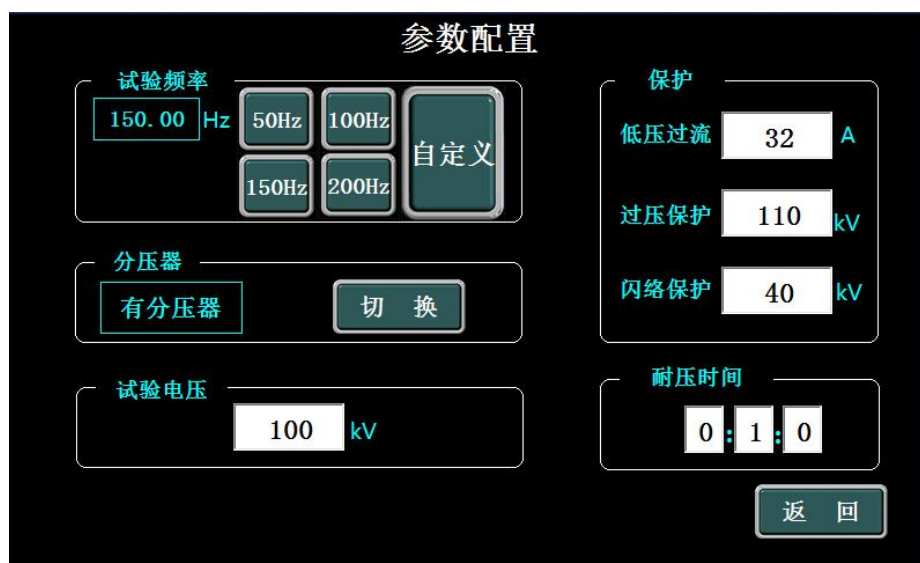 参数配置
试验频率
150.00 Hz
50Hz 100Hz
150Hz 200Hz
自定义
分压器
有分压器
切 换
试验电压
100 kV
保护
低压过流 32 A
过压保护 110 kV
闪络保护 40 kV
耐压时间
0:1:0
返 回